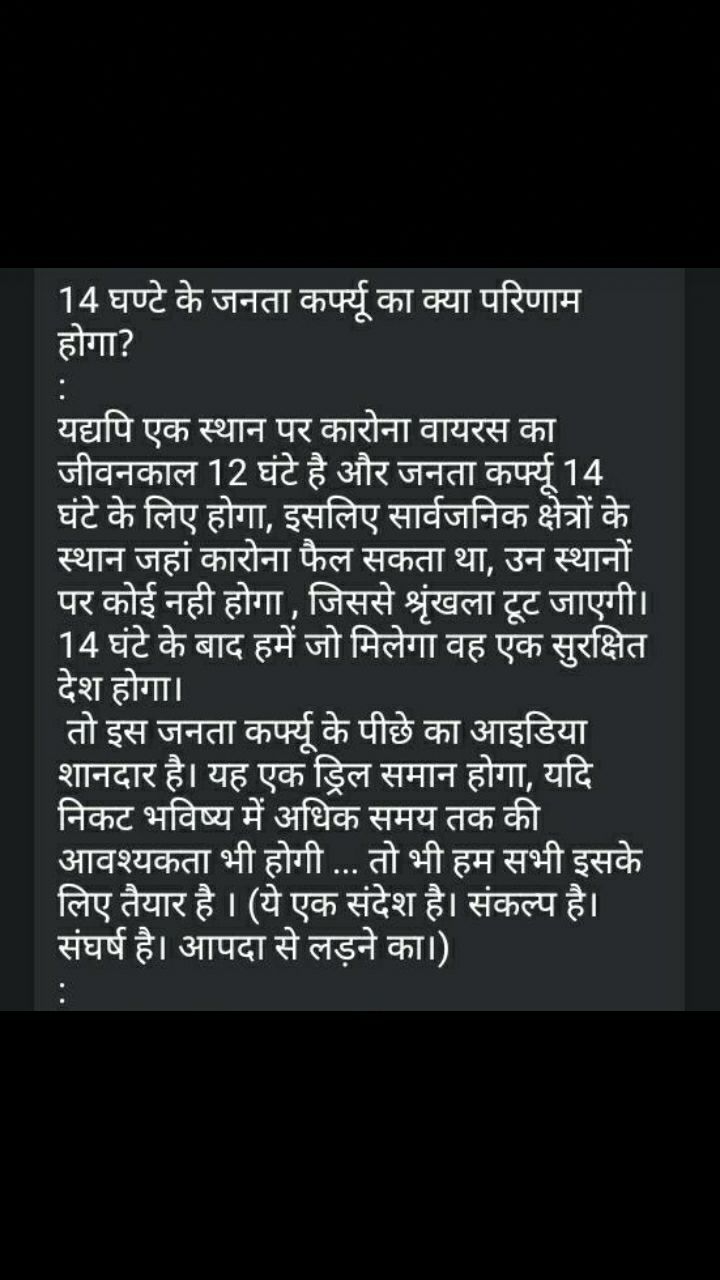 14 घण्टे के जनता कर्फ्यू का क्या परिणाम
होगा?
:
यद्यपि एक स्थान पर कारोना वायरस का
जीवनकाल 12 घंटे है और जनता कर्फ्यू 14
घंटे के लिए होगा, इसलिए सार्वजनिक क्षेत्रों के
स्थान जहां कारोना फैल सकता था, उन स्थानों
पर कोई नही होगा , जिससे श्रृंखला टूट जाएगी।
14 घंटे के बाद हमें जो मिलेगा वह एक सुरक्षित
देश होगा।
तो इस जनता कर्फ्यू के पीछे का आइडिया
शानदार है। यह एक ड्रिल समान होगा, यदि
निकट भविष्य में अधिक समय तक की
आवश्यकता भी होगी ... तो भी हम सभी इसके
लिए तैयार है । (ये एक संदेश है। संकल्प है।
संघर्ष है। आपदा से लड़ने का।)
: